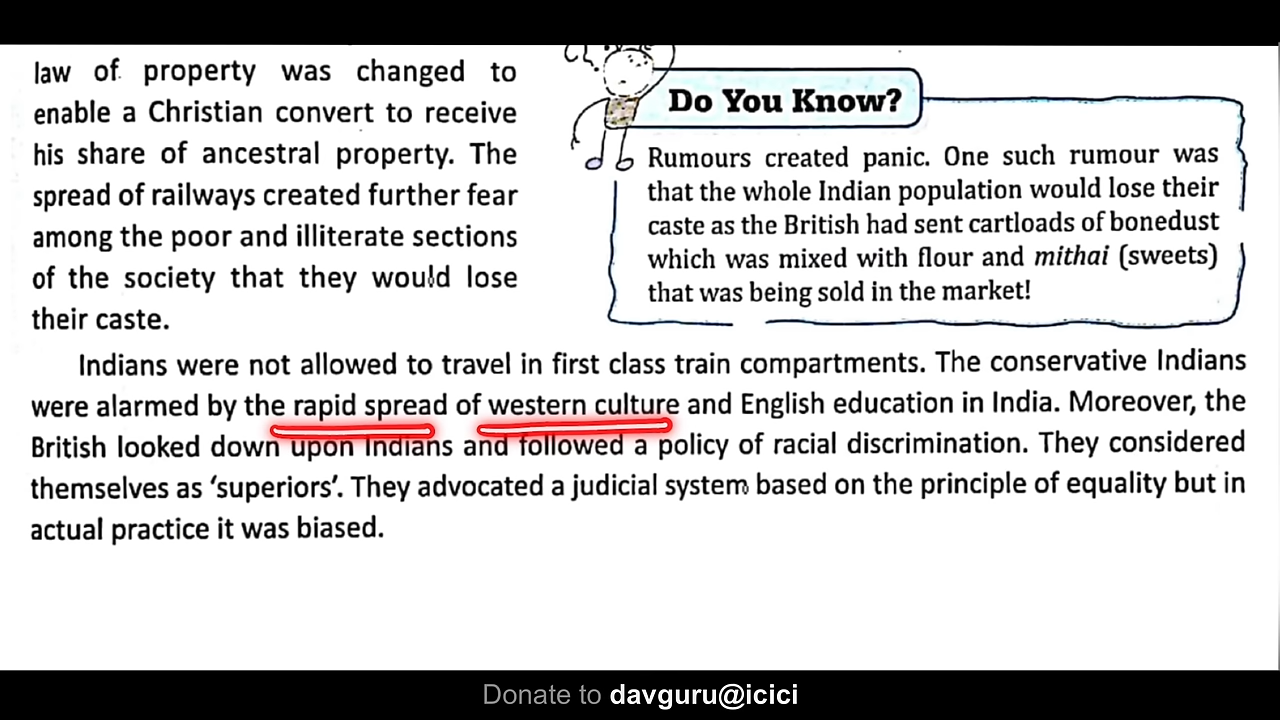 law of property was changed to
enable a Christian convert to receive
his share of ancestral property. The
spread of railways created further fear
among the poor and illiterate sections
of the society that they would lose
their caste.
Do You Know?
Rumours created panic. One such rumour was
that the whole Indian population would lose their
caste as the British had sent cartloads of bonedust
which was mixed with flour and mithai (sweets)
that was being sold in the market!
Indians were not allowed to travel in first class train compartments. The conservative Indians
were alarmed by the rapid spread of western culture and English education in India. Moreover, the
British looked down upon Indians and followed a policy of racial discrimination. They considered
themselves as ‘superiors’. They advocated a judicial system based on the principle of equality but in
actual practice it was biased.
Donate to davguru@icici